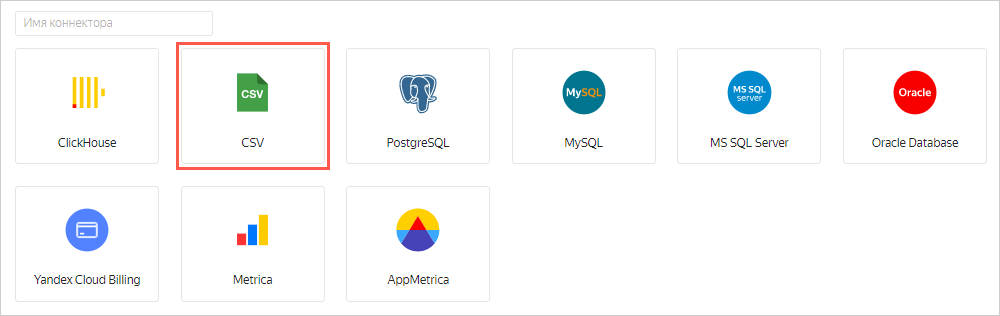 Имя коннектора
CSV
MySQL
MS SQL
server
Oracle
ClickHouse
CSV
PostgreSQL
MySQL
MS SQL Server
Oracle Database
Yandex Cloud Billing
Metrica
AppMetrica